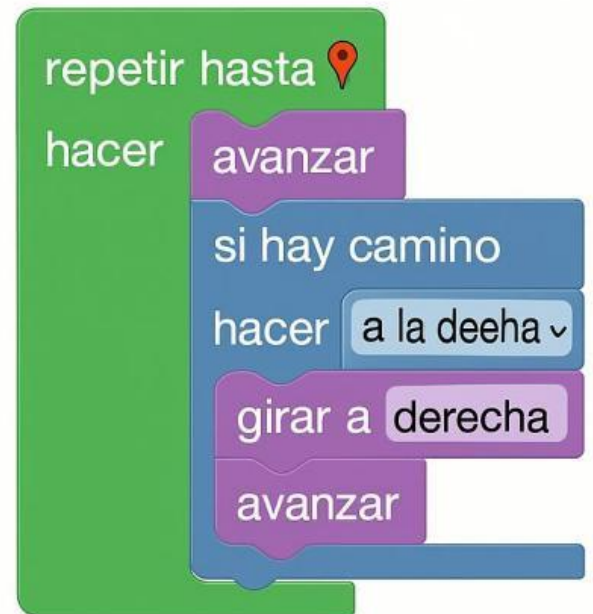 repetir hasta
hacer avanzar
si hay camino
hacer a la deeha
girar a derecha
avanzar